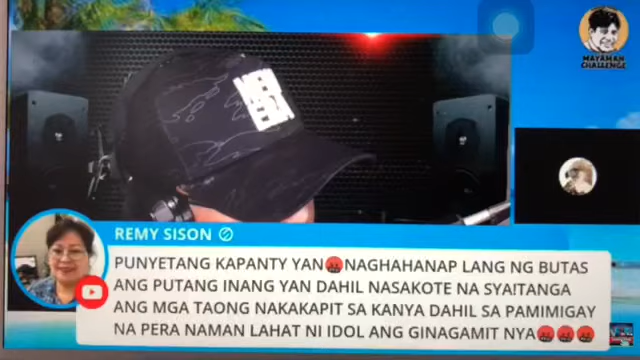 MAYAMAN
CHALLENGE
NEW
ERA
REMY SISON
PUNYETANG KAPANTY YAN🤬NAGHAHANAP LANG NG BUTAS
ANG PUTANG INANG YAN DAHIL NASAKOTE NA SYA!TANGA
ANG MGA TAONG NAKAKAPIT SA KANYA DAHIL SA PAMIMIGAY
NA PERA NAMAN LAHAT NI IDOL ANG GINAGAMIT NYA🤬🤬🤬